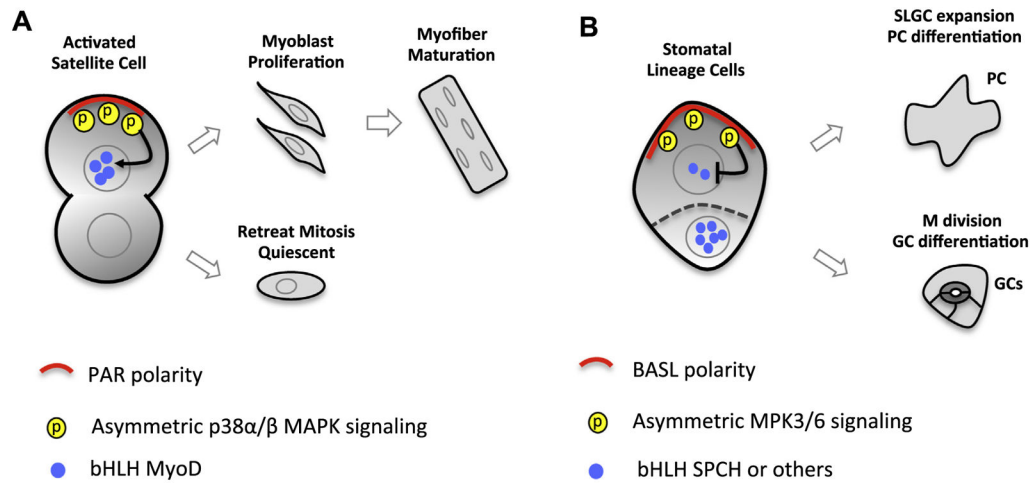 A
Activated
Satellite Cell
Myoblast
Proliferation
Myofiber
Maturation
p p p
Retreat Mitosis
Quiescent
PAR polarity
p Asymmetric p38α/β MAPK signaling
bHLH MyoD
B
Stomatal
Lineage Cells
SLGC expansion
PC differentiation
PC
p p p
M division
GC differentiation
GCs
BASL polarity
p Asymmetric MPK3/6 signaling
bHLH SPCH or others